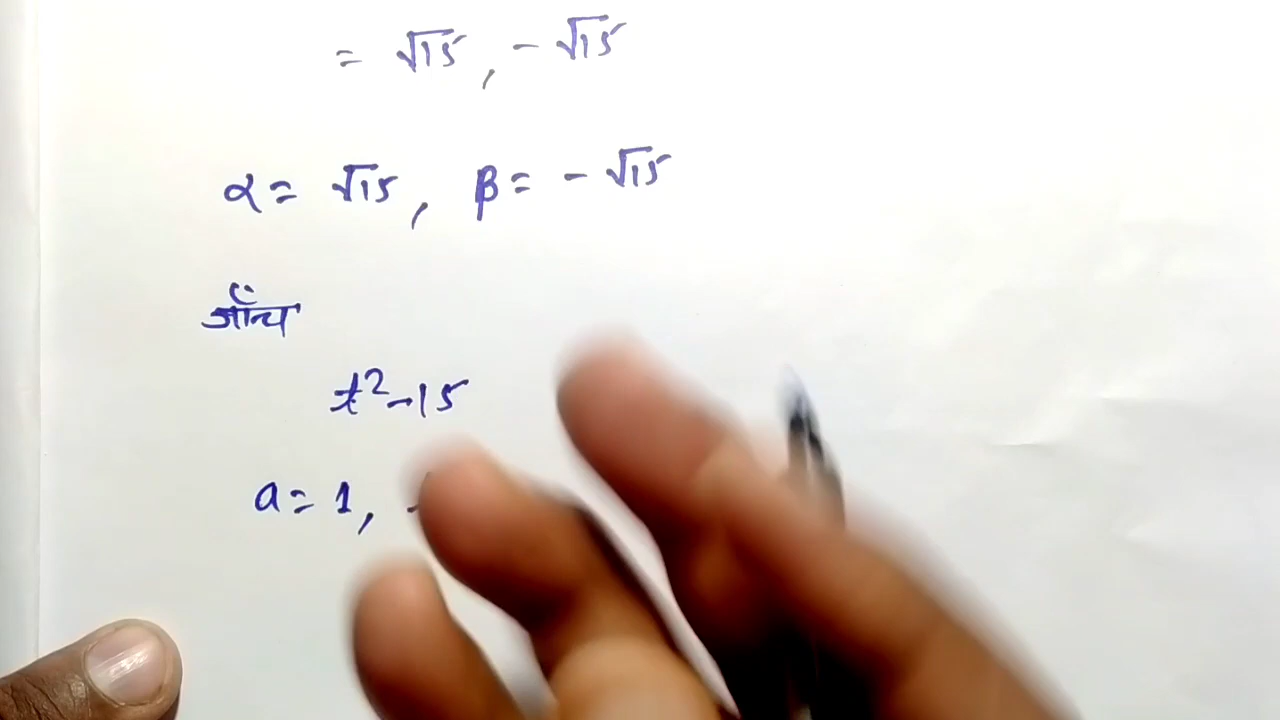 = √15, -√15
α = √15, β = -√15
जाँच
t²-15
a = 1,